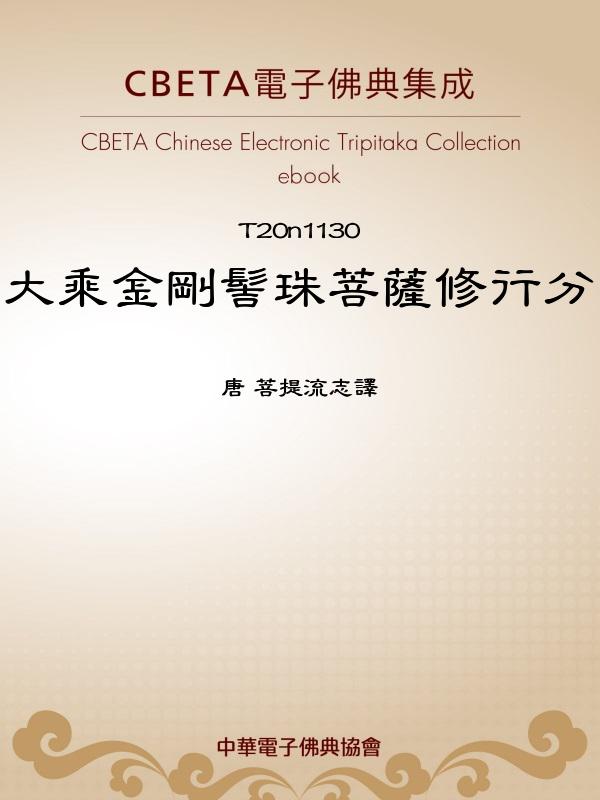 CBETA電子佛典集成
CBETA Chinese Electronic Tripitaka Collection
ebook
T20n1130
大乘金剛髻珠菩薩修行分
唐 菩提流志譯
中華電子佛典協會